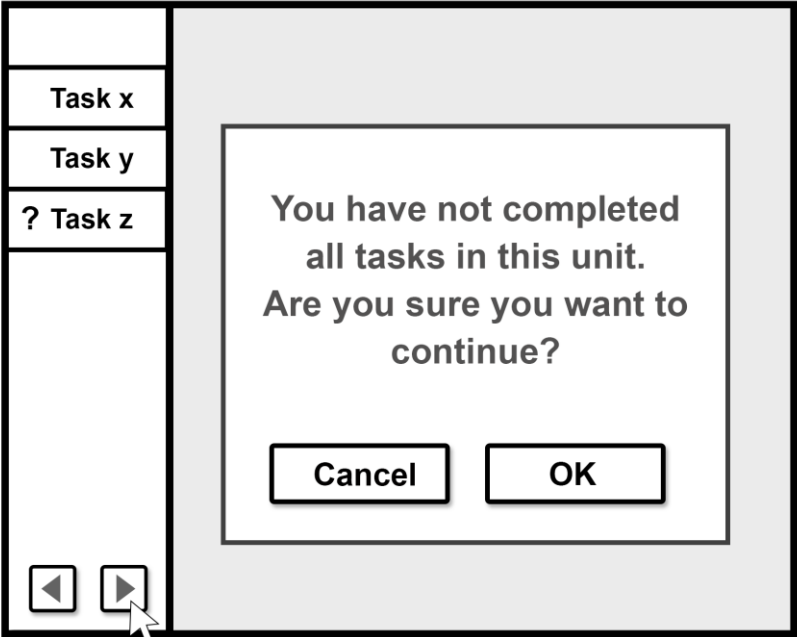 Task x
Task y
? Task z
You have not completed
all tasks in this unit.
Are you sure you want to
continue?
Cancel
OK